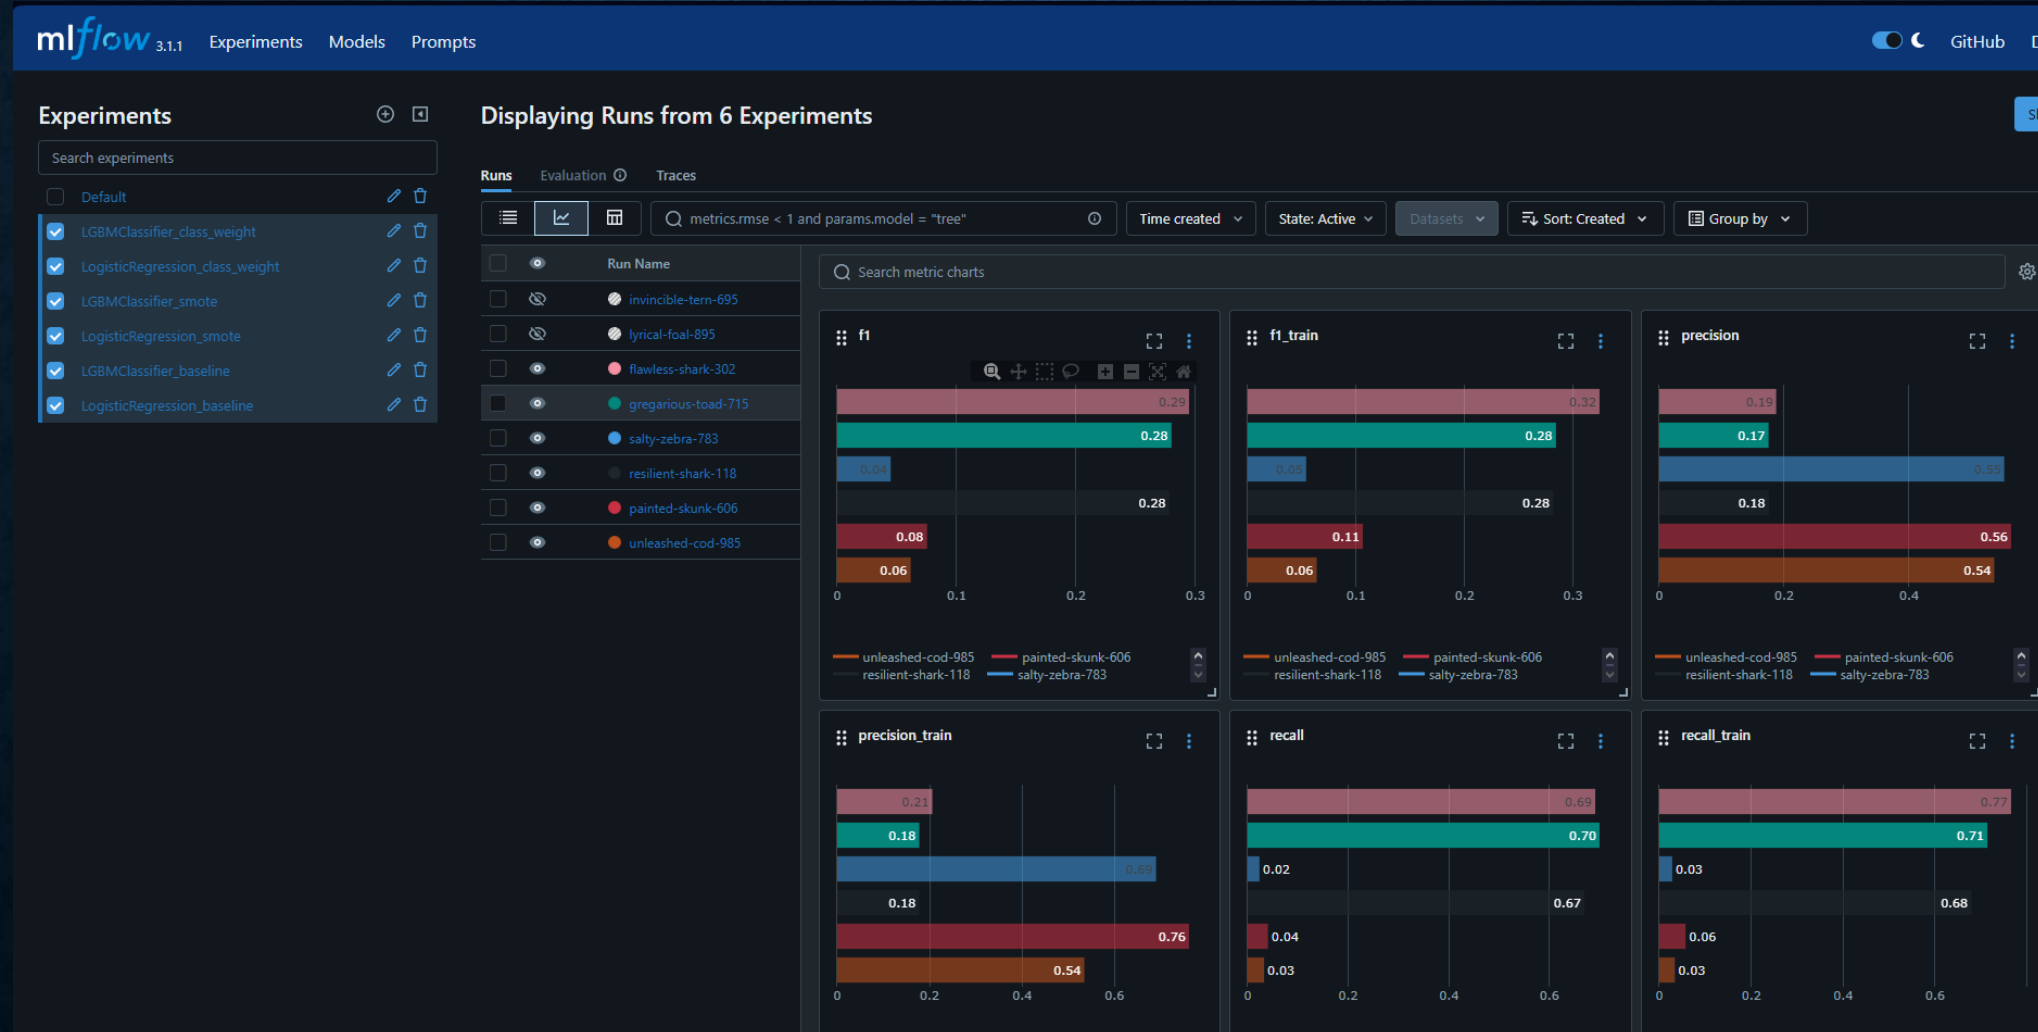 mlflow 3.1.1 Experiments Models Prompts GitHub
Experiments
Search experiments
Default
LGBMClassifier_class_weight
LogisticRegression_class_weight
LGBMClassifier_smote
LogisticRegression_smote
LGBMClassifier_baseline
LogisticRegression_baseline
Displaying Runs from 6 Experiments
Runs Evaluation Traces
metrics.rmse < 1 and params.model = "tree" Time created State: Active Datasets Sort: Created Group by
Run Name
invincible-tern-695
lyrical-foal-895
flawless-shark-302
gregarious-toad-715
salty-zebra-783
resilient-shark-118
painted-skunk-606
unleashed-cod-985
Search metric charts
f1
0.29
0.28
0.04
0.28
0.08
0.06
0 0.1 0.2 0.3
unleashed-cod-985 painted-skunk-606
resilient-shark-118 salty-zebra-783
f1_train
0.32
0.28
0.05
0.28
0.11
0.06
0 0.1 0.2 0.3
unleashed-cod-985 painted-skunk-606
resilient-shark-118 salty-zebra-783
precision
0.19
0.17
0.55
0.18
0.56
0.54
0 0.2 0.4
unleashed-cod-985 painted-skunk-606
resilient-shark-118 salty-zebra-783
precision_train
0.21
0.18
0.69
0.18
0.76
0.54
0 0.2 0.4 0.6
recall
0.69
0.70
0.02
0.67
0.04
0.03
0 0.2 0.4 0.6
recall_train
0.77
0.71
0.03
0.68
0.06
0.03
0 0.2 0.4 0.6